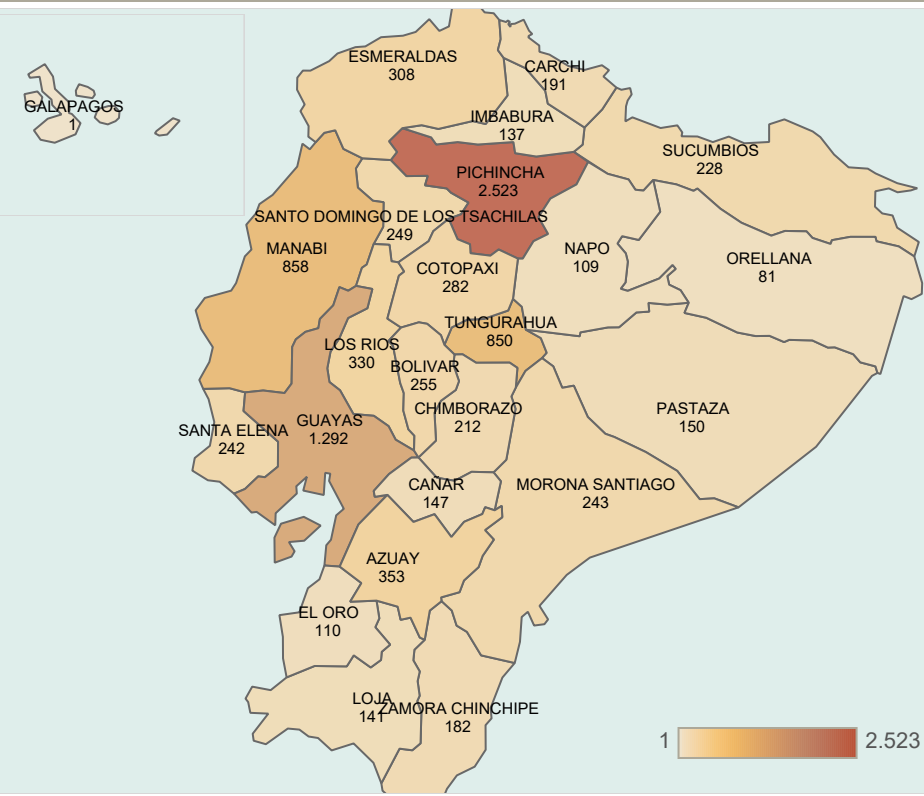 ESMERALDAS
308
CARCHI
191
GALAPAGOS
1
IMBABURA
137
SUCUMBIOS
228
PICHINCHA
2.523
SANTO DOMINGO DE LOS TSACHILAS
249
MANABI
858
NAPO
109
ORELLANA
81
COTOPAXI
282
TUNGURAHUA
850
LOS RIOS
330
BOLIVAR
255
CHIMBORAZO
212
PASTAZA
150
GUAYAS
1.292
SANTA ELENA
242
CAÑAR
147
MORONA SANTIAGO
243
AZUAY
353
EL ORO
110
LOJA
141
ZAMORA CHINCHIPE
182
1 2.523